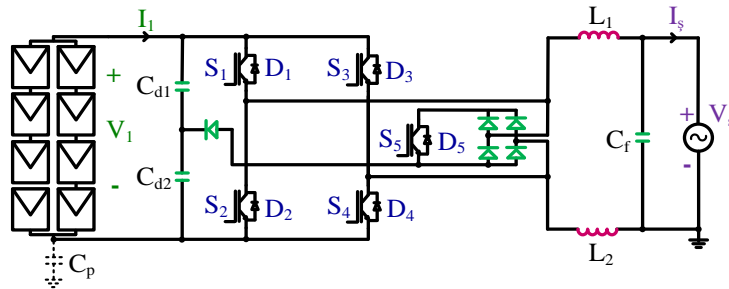 I1
L1
Iş
S1 D1 S3 D3
+ Cd1
V1
S5 D5
Cf
+ Vs
-
- Cd2
S2 D2 S4 D4
Cp
L2